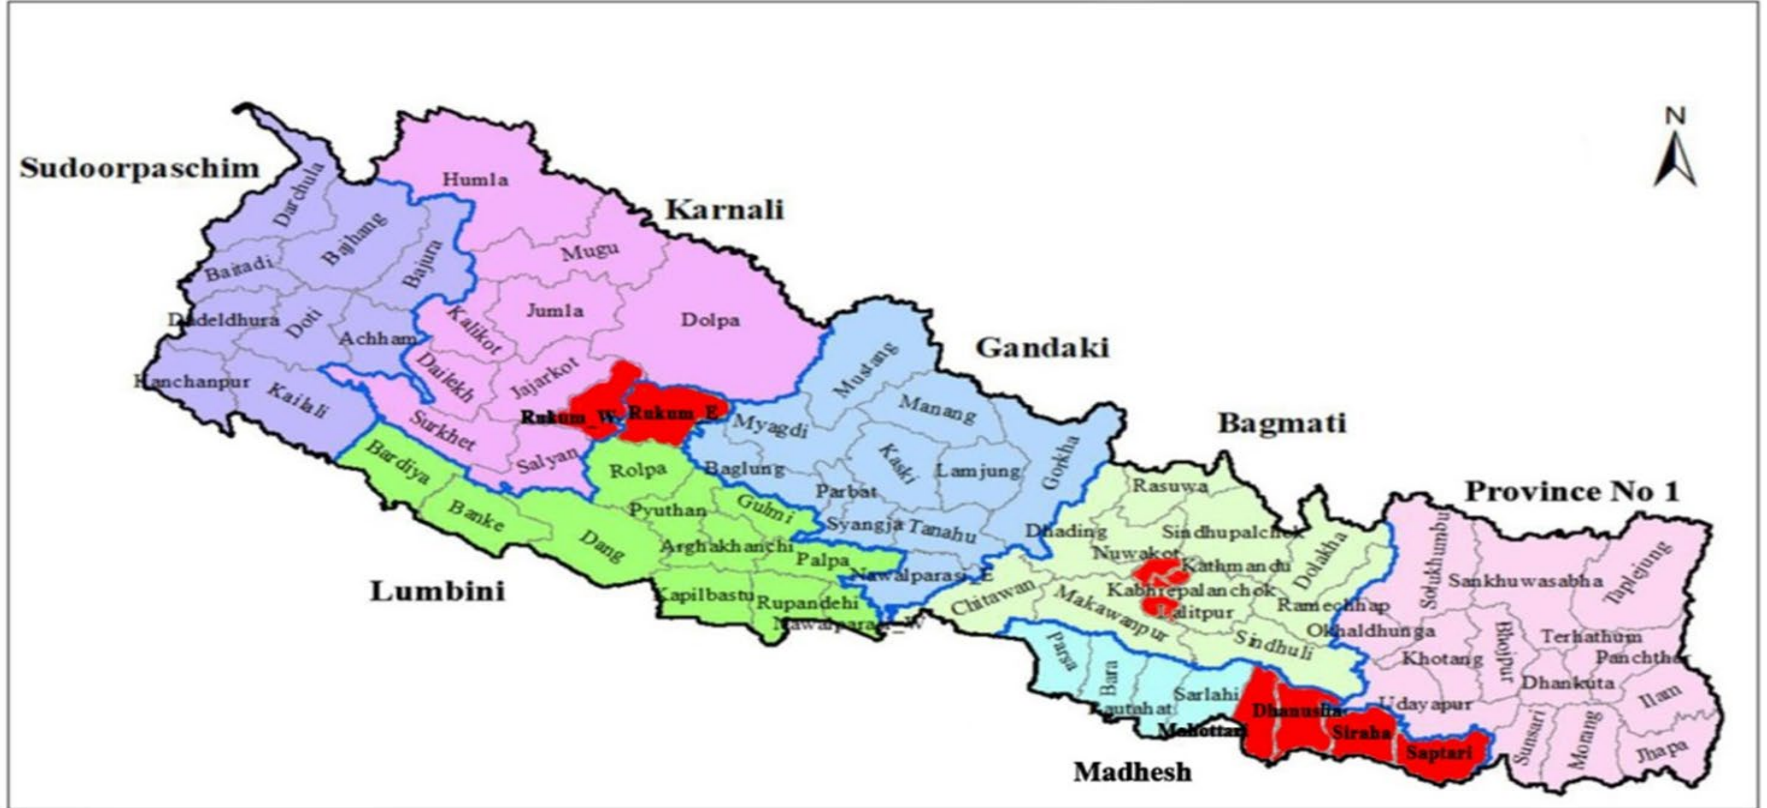 N
Sudoorpaschim
Darchula
Humla
Karnali
Bajhang
Baitadi
Bajura
Mugu
Dadeldhura
Doti
Achham
Kalikot
Jumla
Dolpa
Gandaki
Mustang
Kanchanpur
Kailali
Dailekh
Jajarkot
Rukum_W
Rukum_E
Surkhet
Salyan
Myagdi
Manang
Bagmati
Bardiya
Rolpa
Baglung
Kaski
Lamjung
Gorkha
Rasuwa
Province No 1
Banke
Pyuthan
Gulmi
Parbat
Syangja
Tanahu
Dhading
Sindhupalchok
Dolakha
Solukhumbu
Dang
Arghakhanchi
Palpa
Nawalparasi_E
Nuwakot
Kathmandu
Sankhuwasabha
Taplejung
Lumbini
Kapilbastu
Rupandehi
Nawalparasi_W
Chitawan
Makawanpur
Kabhrepalanchok
Lalitpur
Ramechhap
Okhaldhunga
Sindhuli
Khotang
Bhojpur
Terhathum
Panchthe
Parsa
Bara
Rautahat
Sarlahi
Mahottari
Dhanusha
Siraha
Saptari
Udayapur
Dhankuta
Ilam
Sunsari
Morang
Jhapa
Madhesh